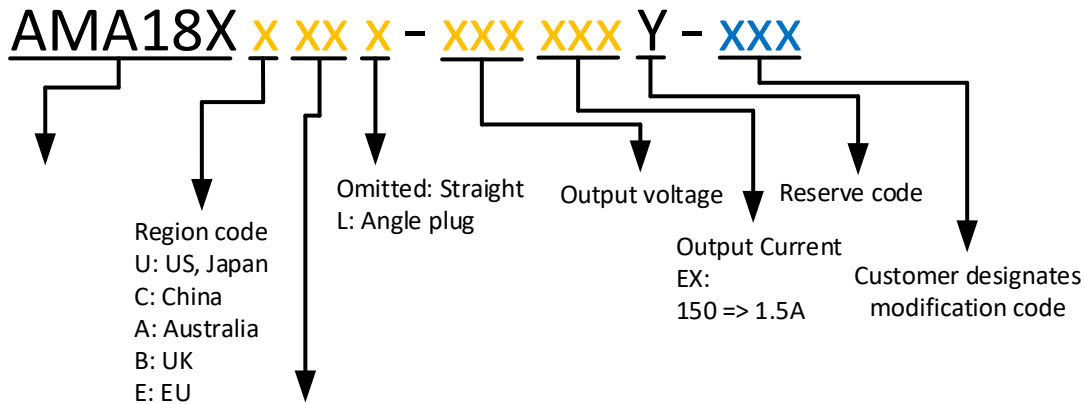 AMA18X x xx x - xxx xxx Y - xxx
Omitted: Straight
L: Angle plug
Output voltage
Reserve code
Region code
U: US, Japan
C: China
A: Australia
B: UK
E: EU
Output Current
EX:
150 => 1.5A
Customer designates
modification code